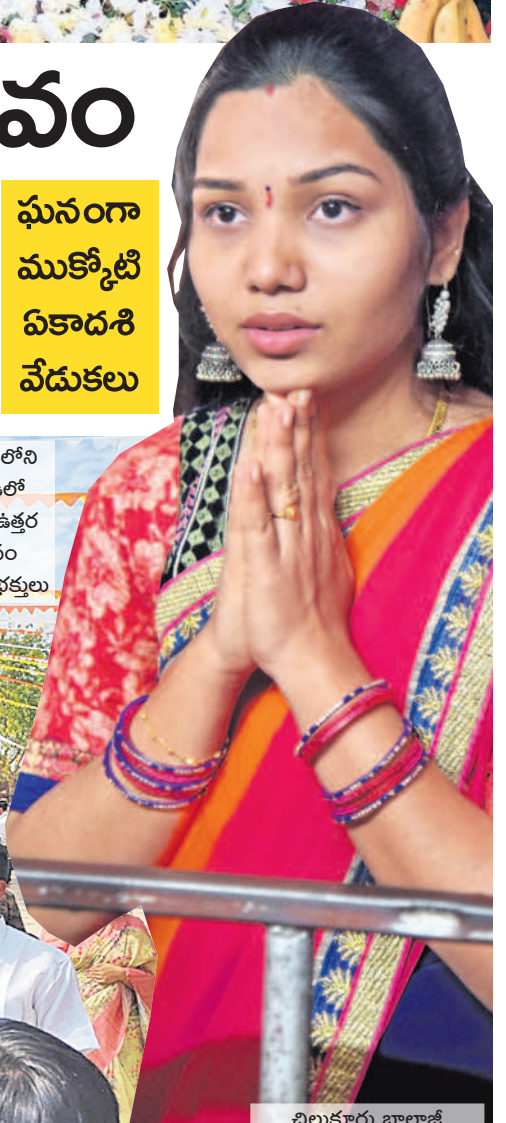 వం
ఘనంగా
ముక్కోటి
ఏకాదశి
వేడుకలు
లోని
లో
ఉత్తర
భక్తులు
చిలుకూరు బాలాజీ